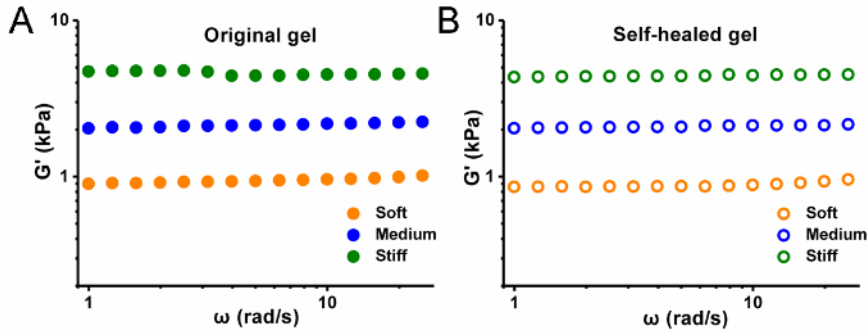 A
Original gel
10
1
G' (kPa)
Soft
Medium
Stiff
1
10
ω (rad/s)
B
Self-healed gel
10
1
G' (kPa)
Soft
Medium
Stiff
1
10
ω (rad/s)